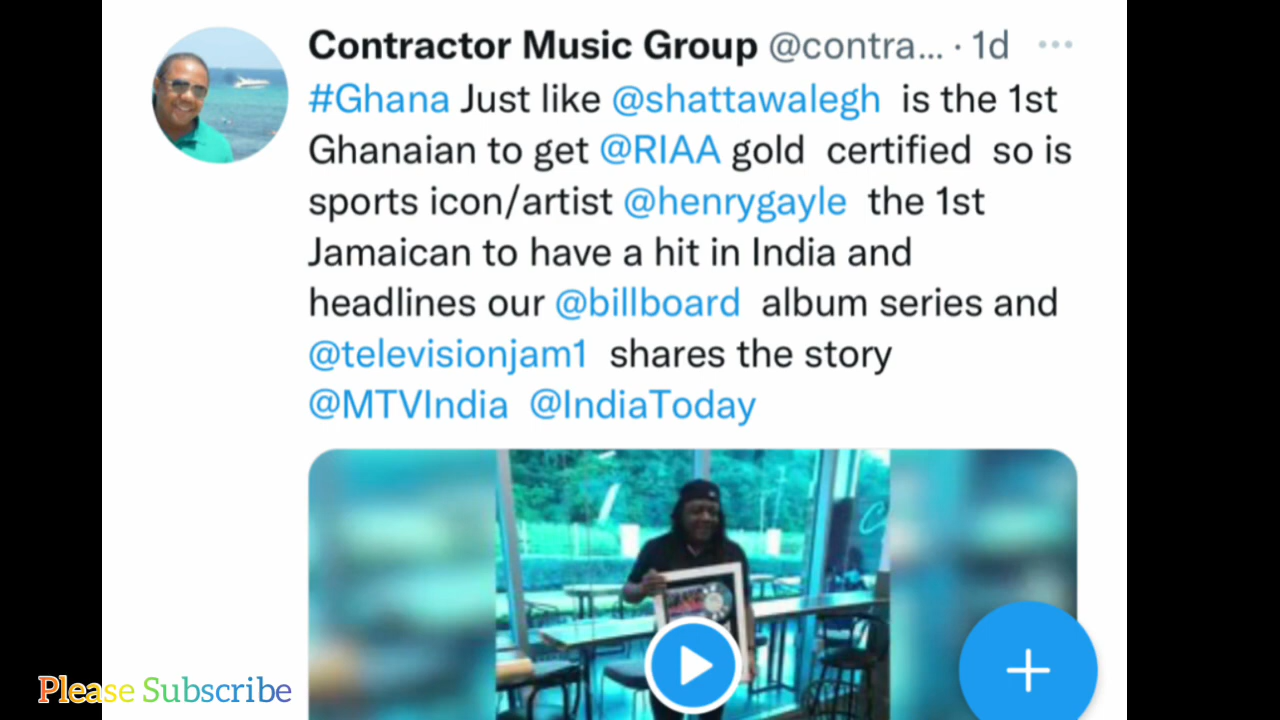 Contractor Music Group @contra... · 1d
#Ghana Just like @shattawalegh is the 1st
Ghanaian to get @RIAA gold certified so is
sports icon/artist @henrygayle the 1st
Jamaican to have a hit in India and
headlines our @billboard album series and
@televisionjam1 shares the story
@MTVIndia @IndiaToday
Please Subscribe